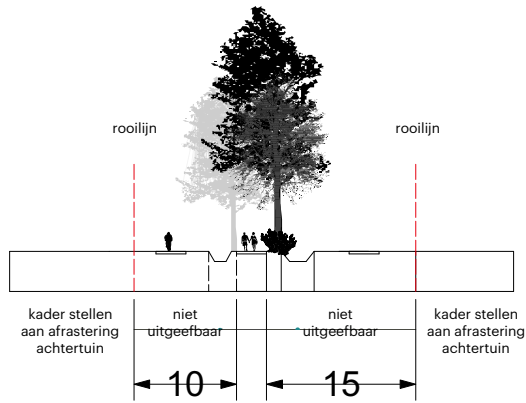 rooilijn
rooilijn
kader stellen
aan afrastering
achtertuin
niet
uitgeefbaar
niet
uitgeefbaar
kader stellen
aan afrastering
achtertuin
10
15